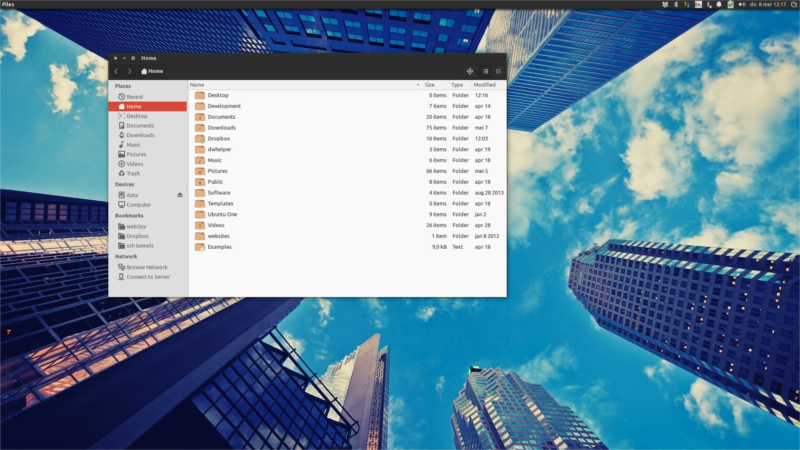 Files
do 8 mei 12:17
Home
Home
Places
Recent
Home
Desktop
Documents
Downloads
Music
Pictures
Videos
Trash
Devices
data
Computer
Bookmarks
web2py
Dropbox
ssh tunnels
Network
Browse Network
Connect to Server
Name Size Type Modified
Desktop 0 items Folder 12:16
Development 7 items Folder apr 14
Documents 20 items Folder apr 18
Downloads 75 items Folder mei 7
Dropbox 10 items Folder 12:03
dwhelper 3 items Folder apr 19
Music 6 items Folder apr 18
Pictures 66 items Folder mei 5
Public 8 items Folder apr 18
Software 4 items Folder aug 28 2013
Templates 0 items Folder apr 18
Ubuntu One 9 items Folder jan 2
Videos 26 items Folder apr 28
websites 1 item Folder jan 8 2012
Examples 9,0 kB Text apr 18